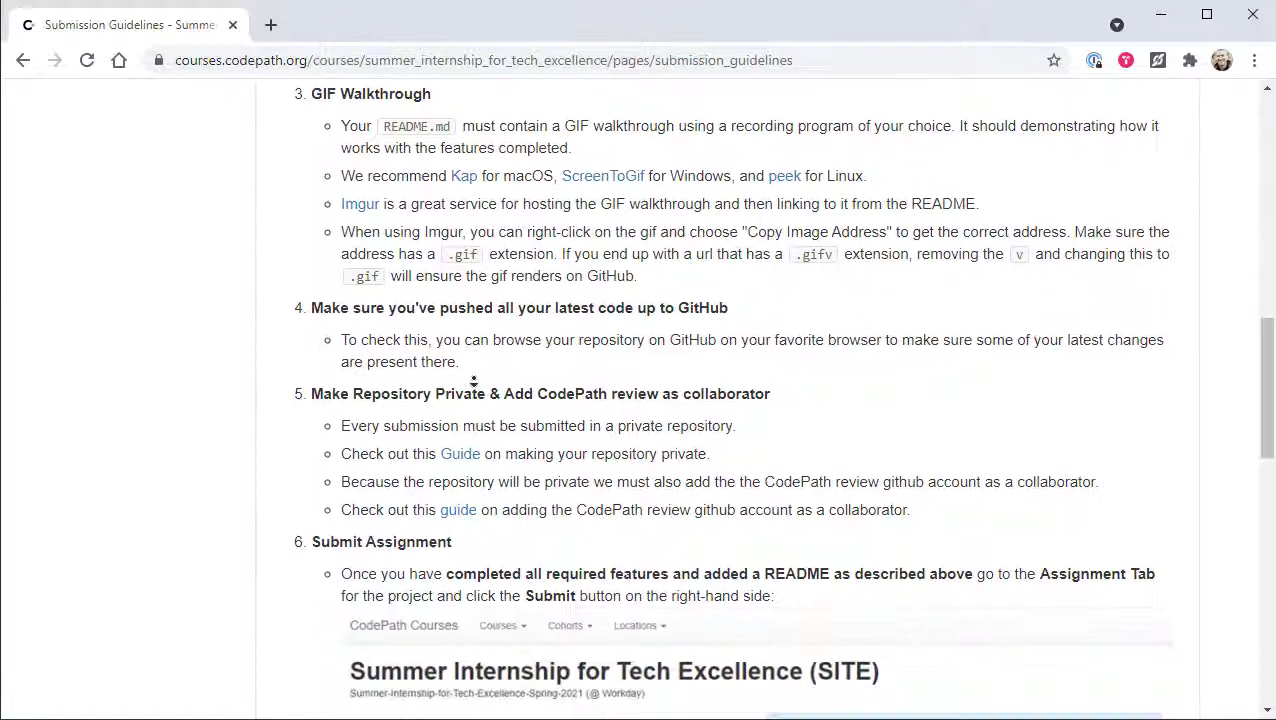 Submission Guidelines - Summe
courses.codepath.org/courses/summer_internship_for_tech_excellence/pages/submission_guidelines
3. GIF Walkthrough
Your README.md must contain a GIF walkthrough using a recording program of your choice. It should demonstrating how it
works with the features completed.
We recommend Kap for macOS, ScreenToGif for Windows, and peek for Linux.
Imgur is a great service for hosting the GIF walkthrough and then linking to it from the README.
When using Imgur, you can right-click on the gif and choose "Copy Image Address" to get the correct address. Make sure the
address has a .gif extension. If you end up with a url that has a .gifv extension, removing the v and changing this to
.gif will ensure the gif renders on GitHub.
4. Make sure you've pushed all your latest code up to GitHub
To check this, you can browse your repository on GitHub on your favorite browser to make sure some of your latest changes
are present there.
5. Make Repository Private & Add CodePath review as collaborator
Every submission must be submitted in a private repository.
Check out this Guide on making your repository private.
Because the repository will be private we must also add the the CodePath review github account as a collaborator.
Check out this guide on adding the CodePath review github account as a collaborator.
6. Submit Assignment
Once you have completed all required features and added a README as described above go to the Assignment Tab
for the project and click the Submit button on the right-hand side:
CodePath Courses Courses Cohorts Locations
Summer Internship for Tech Excellence (SITE)
Summer-Internship-for-Tech-Excellence-Spring-2021 (@ Workday)